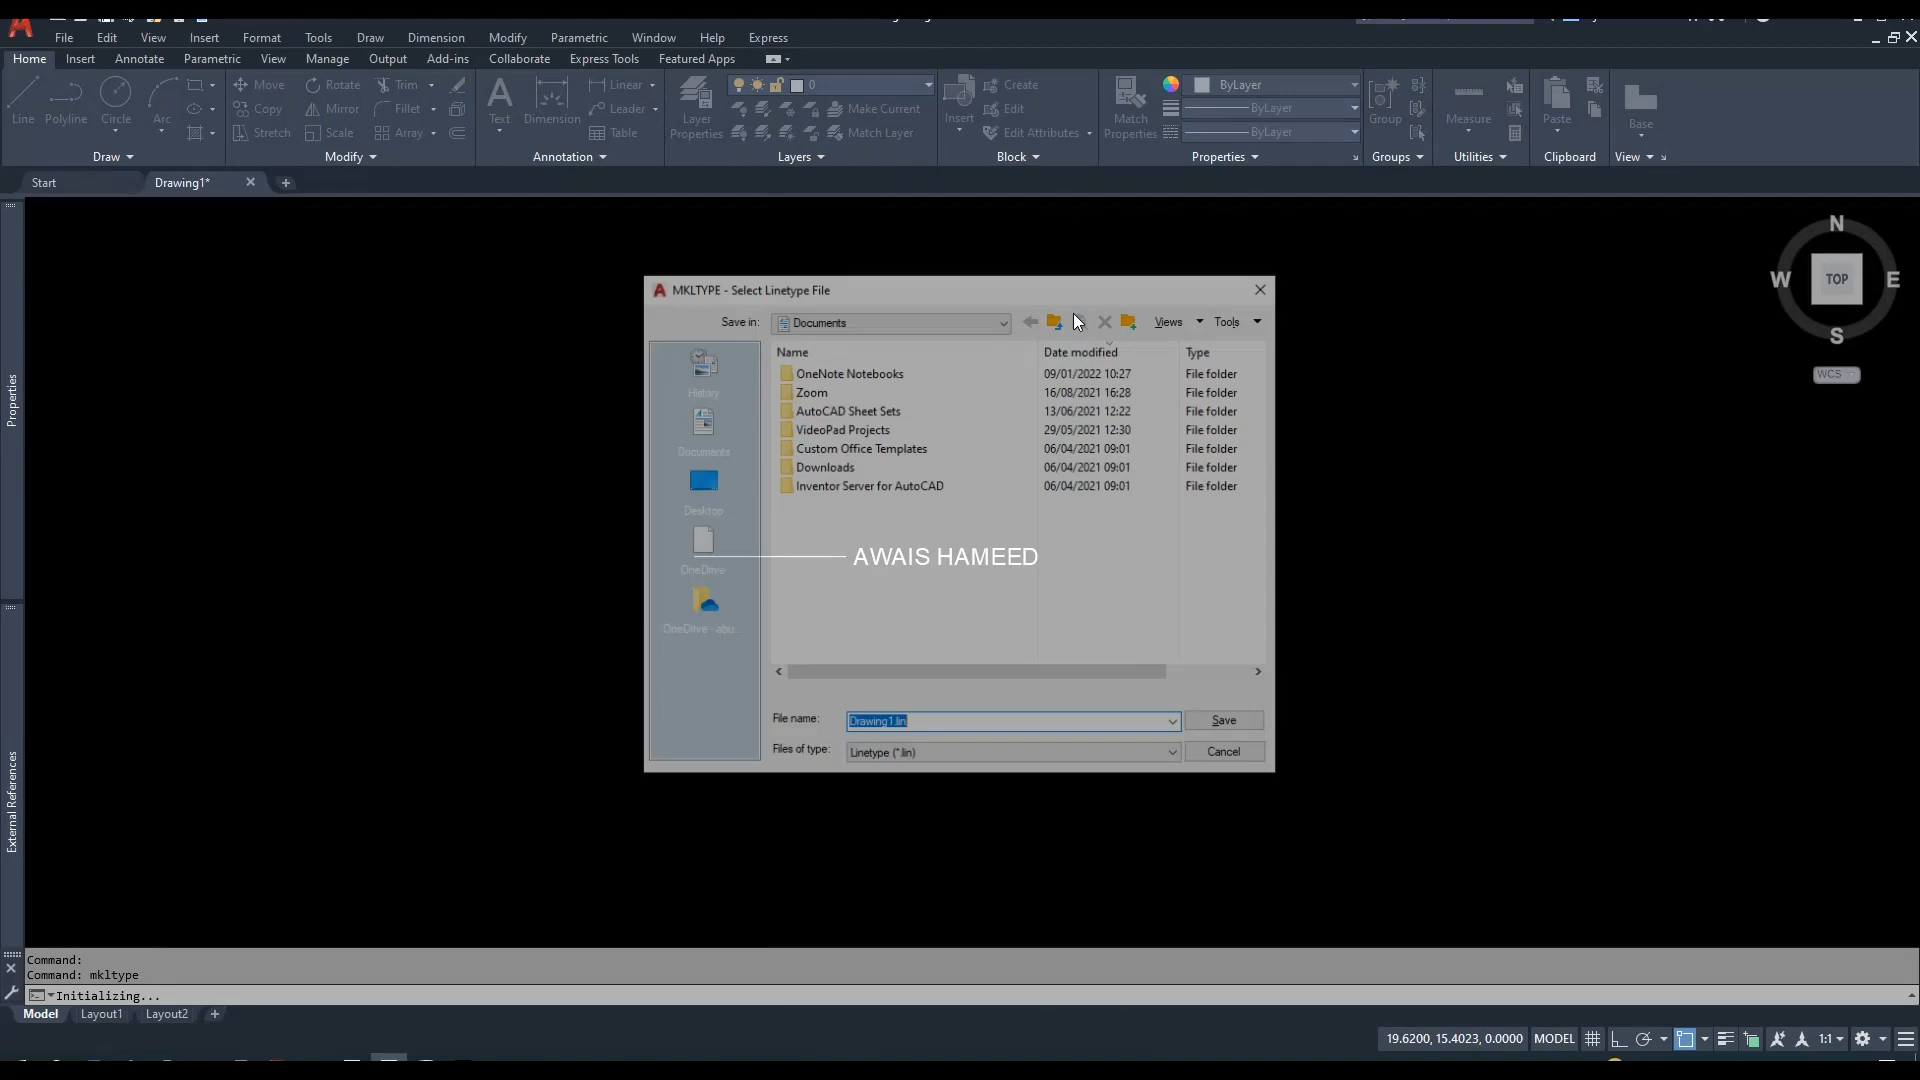 File Edit View Insert Format Tools Draw Dimension Modify Parametric Window Help Express
Home Insert Annotate Parametric View Manage Output Add-ins Collaborate Express Tools Featured Apps
Move Rotate Trim Linear 0 Create ByLayer
Copy Mirror Fillet Leader Make Current Edit ByLayer
Line Polyline Circle Arc Text Dimension Layer Properties Insert Match Properties Group Measure Paste Base
Stretch Scale Array Table Match Layer Edit Attributes ByLayer
Draw Modify Annotation Layers Block Properties Groups Utilities Clipboard View
Start Drawing1*
N
W TOP E
S
WCS
Properties
External References
MKLTYPE - Select Linetype File
Save in: Documents Views Tools
Name Date modified Type
OneNote Notebooks 09/01/2022 10:27 File folder
Zoom 16/08/2021 16:28 File folder
AutoCAD Sheet Sets 13/06/2021 12:22 File folder
VideoPad Projects 29/05/2021 12:30 File folder
Custom Office Templates 06/04/2021 09:01 File folder
Downloads 06/04/2021 09:01 File folder
Inventor Server for AutoCAD 06/04/2021 09:01 File folder
History
Documents
Desktop
OneDrive
OneDrive - abu...
AWAIS HAMEED
File name: Drawing1.lin Save
Files of type: Linetype (*.lin) Cancel
Command:
Command: mkltype
Initializing...
Model Layout1 Layout2
19.6200, 15.4023, 0.0000 MODEL 1:1